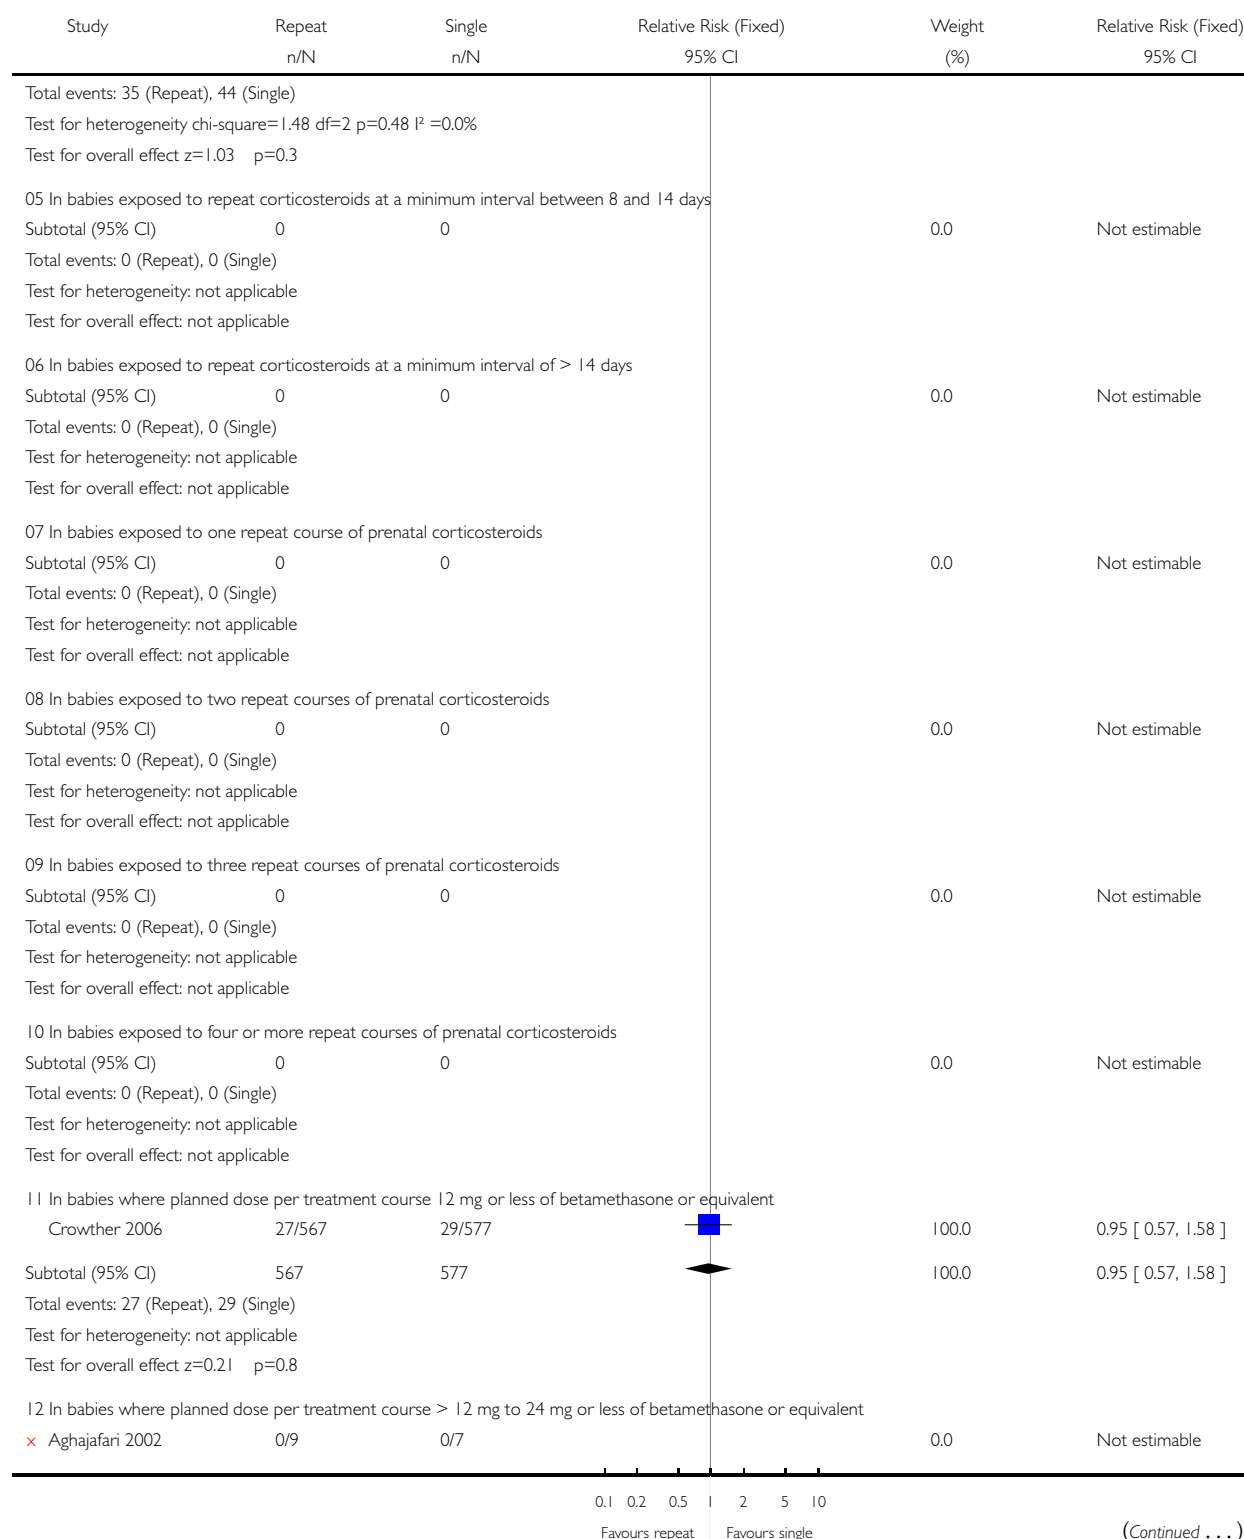 Study Repeat Single Relative Risk (Fixed) Weight Relative Risk (Fixed)
n/N n/N 95% CI (%) 95% CI
Total events: 35 (Repeat), 44 (Single)
Test for heterogeneity chi-square=1.48 df=2 p=0.48 I² =0.0%
Test for overall effect z=1.03 p=0.3
05 In babies exposed to repeat corticosteroids at a minimum interval between 8 and 14 days
Subtotal (95% CI) 0 0 0.0 Not estimable
Total events: 0 (Repeat), 0 (Single)
Test for heterogeneity: not applicable
Test for overall effect: not applicable
06 In babies exposed to repeat corticosteroids at a minimum interval of > 14 days
Subtotal (95% CI) 0 0 0.0 Not estimable
Total events: 0 (Repeat), 0 (Single)
Test for heterogeneity: not applicable
Test for overall effect: not applicable
07 In babies exposed to one repeat course of prenatal corticosteroids
Subtotal (95% CI) 0 0 0.0 Not estimable
Total events: 0 (Repeat), 0 (Single)
Test for heterogeneity: not applicable
Test for overall effect: not applicable
08 In babies exposed to two repeat courses of prenatal corticosteroids
Subtotal (95% CI) 0 0 0.0 Not estimable
Total events: 0 (Repeat), 0 (Single)
Test for heterogeneity: not applicable
Test for overall effect: not applicable
09 In babies exposed to three repeat courses of prenatal corticosteroids
Subtotal (95% CI) 0 0 0.0 Not estimable
Total events: 0 (Repeat), 0 (Single)
Test for heterogeneity: not applicable
Test for overall effect: not applicable
10 In babies exposed to four or more repeat courses of prenatal corticosteroids
Subtotal (95% CI) 0 0 0.0 Not estimable
Total events: 0 (Repeat), 0 (Single)
Test for heterogeneity: not applicable
Test for overall effect: not applicable
11 In babies where planned dose per treatment course 12 mg or less of betamethasone or equivalent
Crowther 2006 27/567 29/577 100.0 0.95 [ 0.57, 1.58 ]
Subtotal (95% CI) 567 577 100.0 0.95 [ 0.57, 1.58 ]
Total events: 27 (Repeat), 29 (Single)
Test for heterogeneity: not applicable
Test for overall effect z=0.21 p=0.8
12 In babies where planned dose per treatment course > 12 mg to 24 mg or less of betamethasone or equivalent
× Aghajafari 2002 0/9 0/7 0.0 Not estimable
0.1 0.2 0.5 1 2 5 10
Favours repeat Favours single (Continued . . . )